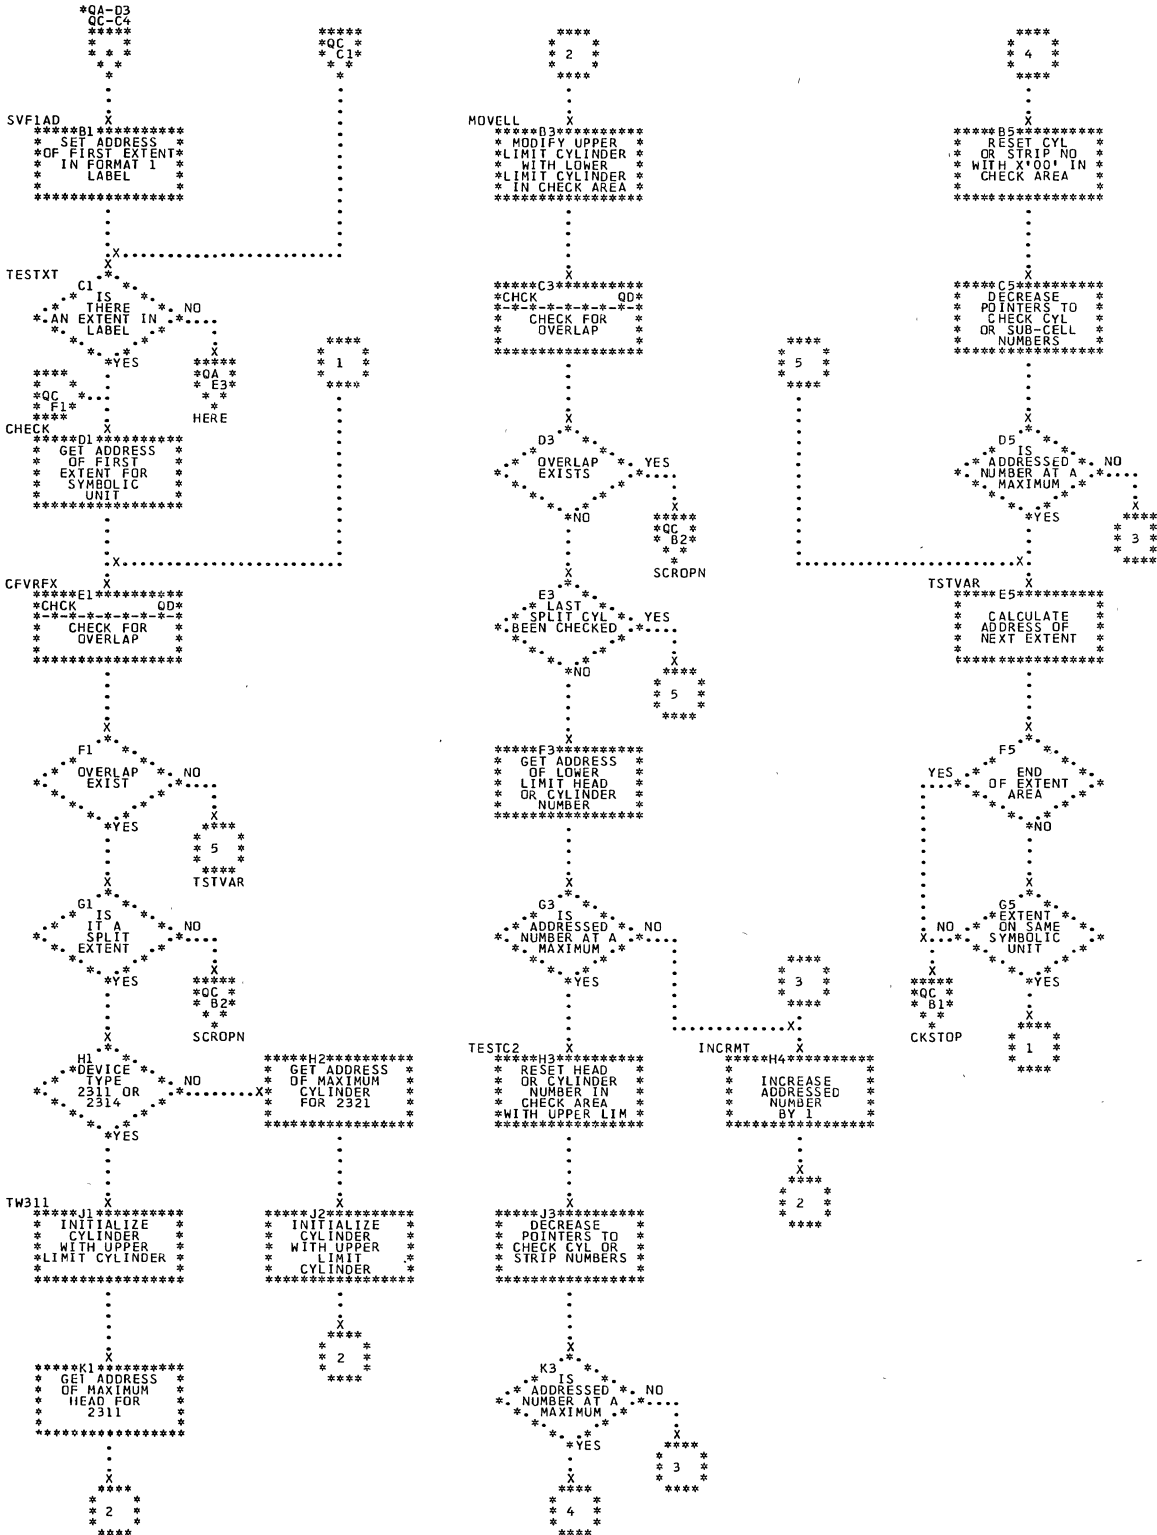 *QA-D3
QC-C4
QC
C1
SVF1AD
B1
SET ADDRESS
OF FIRST EXTENT
IN FORMAT 1
LABEL
TESTXT
C1
IS
THERE
AN EXTENT IN
LABEL
NO
YES
QA
E3
HERE
QC
F1
CHECK
D1
GET ADDRESS
OF FIRST
EXTENT FOR
SYMBOLIC
UNIT
1
CFVRFX
E1
*CHCK QD*
CHECK FOR
OVERLAP
F1
OVERLAP
EXIST
NO
YES
5
TSTVAR
G1
IS
IT A
SPLIT
EXTENT
NO
YES
QC
B2
SCROPN
H1
DEVICE
TYPE
2311 OR
2314
NO
YES
H2
GET ADDRESS
OF MAXIMUM
CYLINDER
FOR 2321
TW311
J1
INITIALIZE
CYLINDER
WITH UPPER
LIMIT CYLINDER
J2
INITIALIZE
CYLINDER
WITH UPPER
LIMIT
CYLINDER
2
K1
GET ADDRESS
OF MAXIMUM
HEAD FOR
2311
2
2
MOVELL
B3
MODIFY UPPER
LIMIT CYLINDER
WITH LOWER
LIMIT CYLINDER
IN CHECK AREA
C3
*CHCK QD*
CHECK FOR
OVERLAP
D3
OVERLAP
EXISTS
YES
NO
QC
B2
SCROPN
E3
LAST
SPLIT CYL
BEEN CHECKED
YES
NO
5
F3
GET ADDRESS
OF LOWER
LIMIT HEAD
OR CYLINDER
NUMBER
G3
IS
ADDRESSED
NUMBER AT A
MAXIMUM
NO
YES
3
TESTC2
H3
RESET HEAD
OR CYLINDER
NUMBER IN
CHECK AREA
WITH UPPER LIM
INCRMT
H4
INCREASE
ADDRESSED
NUMBER
BY 1
2
J3
DECREASE
POINTERS TO
CHECK CYL OR
STRIP NUMBERS
K3
IS
ADDRESSED
NUMBER AT A
MAXIMUM
NO
YES
3
4
4
B5
RESET CYL
OR STRIP NO
WITH X'00' IN
CHECK AREA
C5
DECREASE
POINTERS TO
CHECK CYL
OR SUB-CELL
NUMBERS
5
D5
IS
ADDRESSED
NUMBER AT A
MAXIMUM
NO
YES
3
TSTVAR
E5
CALCULATE
ADDRESS OF
NEXT EXTENT
F5
END
OF EXTENT
AREA
YES
NO
G5
EXTENT
ON SAME
SYMBOLIC
UNIT
NO
YES
QC
B1
CKSTOP
1